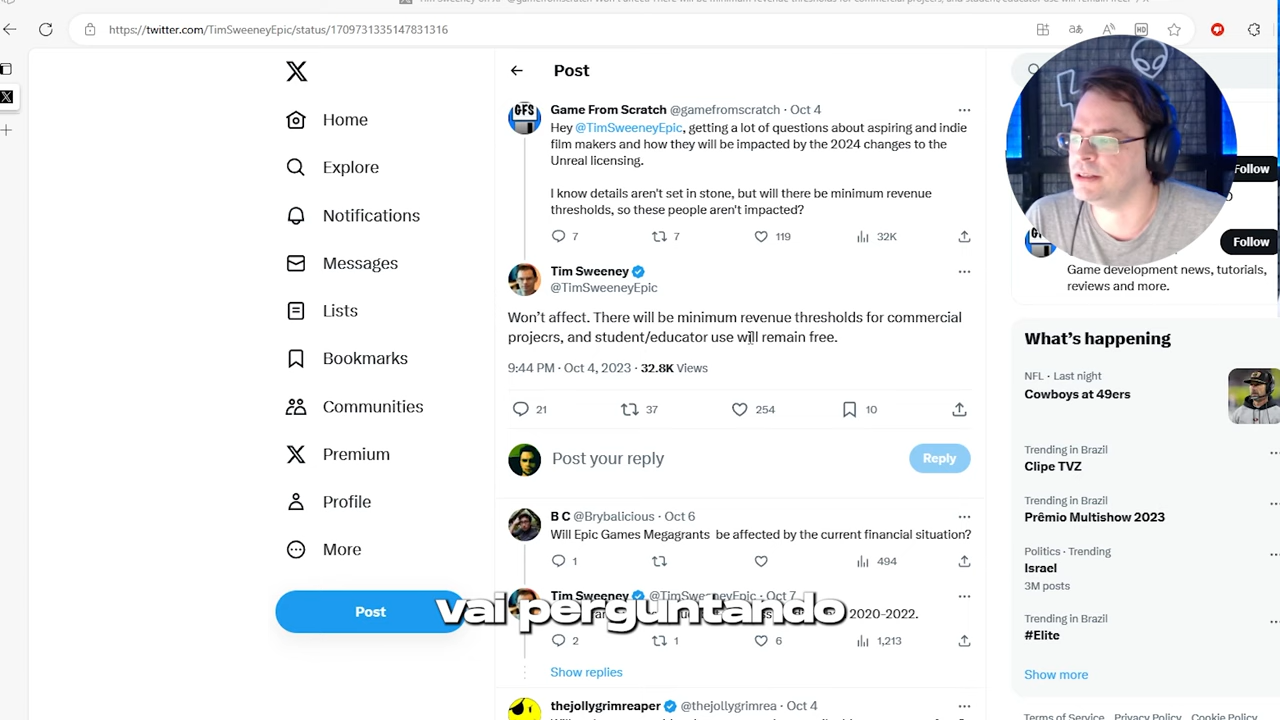 https://twitter.com/TimSweeneyEpic/status/1709731335147831316
Home
Explore
Notifications
Messages
Lists
Bookmarks
Communities
Premium
Profile
More
Post
Post
GFS
Game From Scratch @gamefromscratch · Oct 4
Hey @TimSweeneyEpic, getting a lot of questions about aspiring and indie
film makers and how they will be impacted by the 2024 changes to the
Unreal licensing.
I know details aren't set in stone, but will there be minimum revenue
thresholds, so these people aren't impacted?
7 7 119 32K
Tim Sweeney
@TimSweeneyEpic
Won't affect. There will be minimum revenue thresholds for commercial
projecrs, and student/educator use will remain free.
9:44 PM · Oct 4, 2023 · 32.8K Views
21 37 254 10
Post your reply
Reply
B C @Brybalicious · Oct 6
Will Epic Games Megagrants be affected by the current financial situation?
1 494
Tim Sweeney @TimSweeneyEpic · Oct 7
2020-2022.
2 1 6 1,213
Show replies
thejollygrimreaper @thejollygrimrea · Oct 4
vai perguntando
Follow
Follow
Game development news, tutorials,
reviews and more.
What's happening
NFL · Last night
Cowboys at 49ers
Trending in Brazil
Clipe TVZ
Trending in Brazil
Prêmio Multishow 2023
Politics · Trending
Israel
3M posts
Trending in Brazil
#Elite
Show more
Terms of Service Privacy Policy Cookie Policy